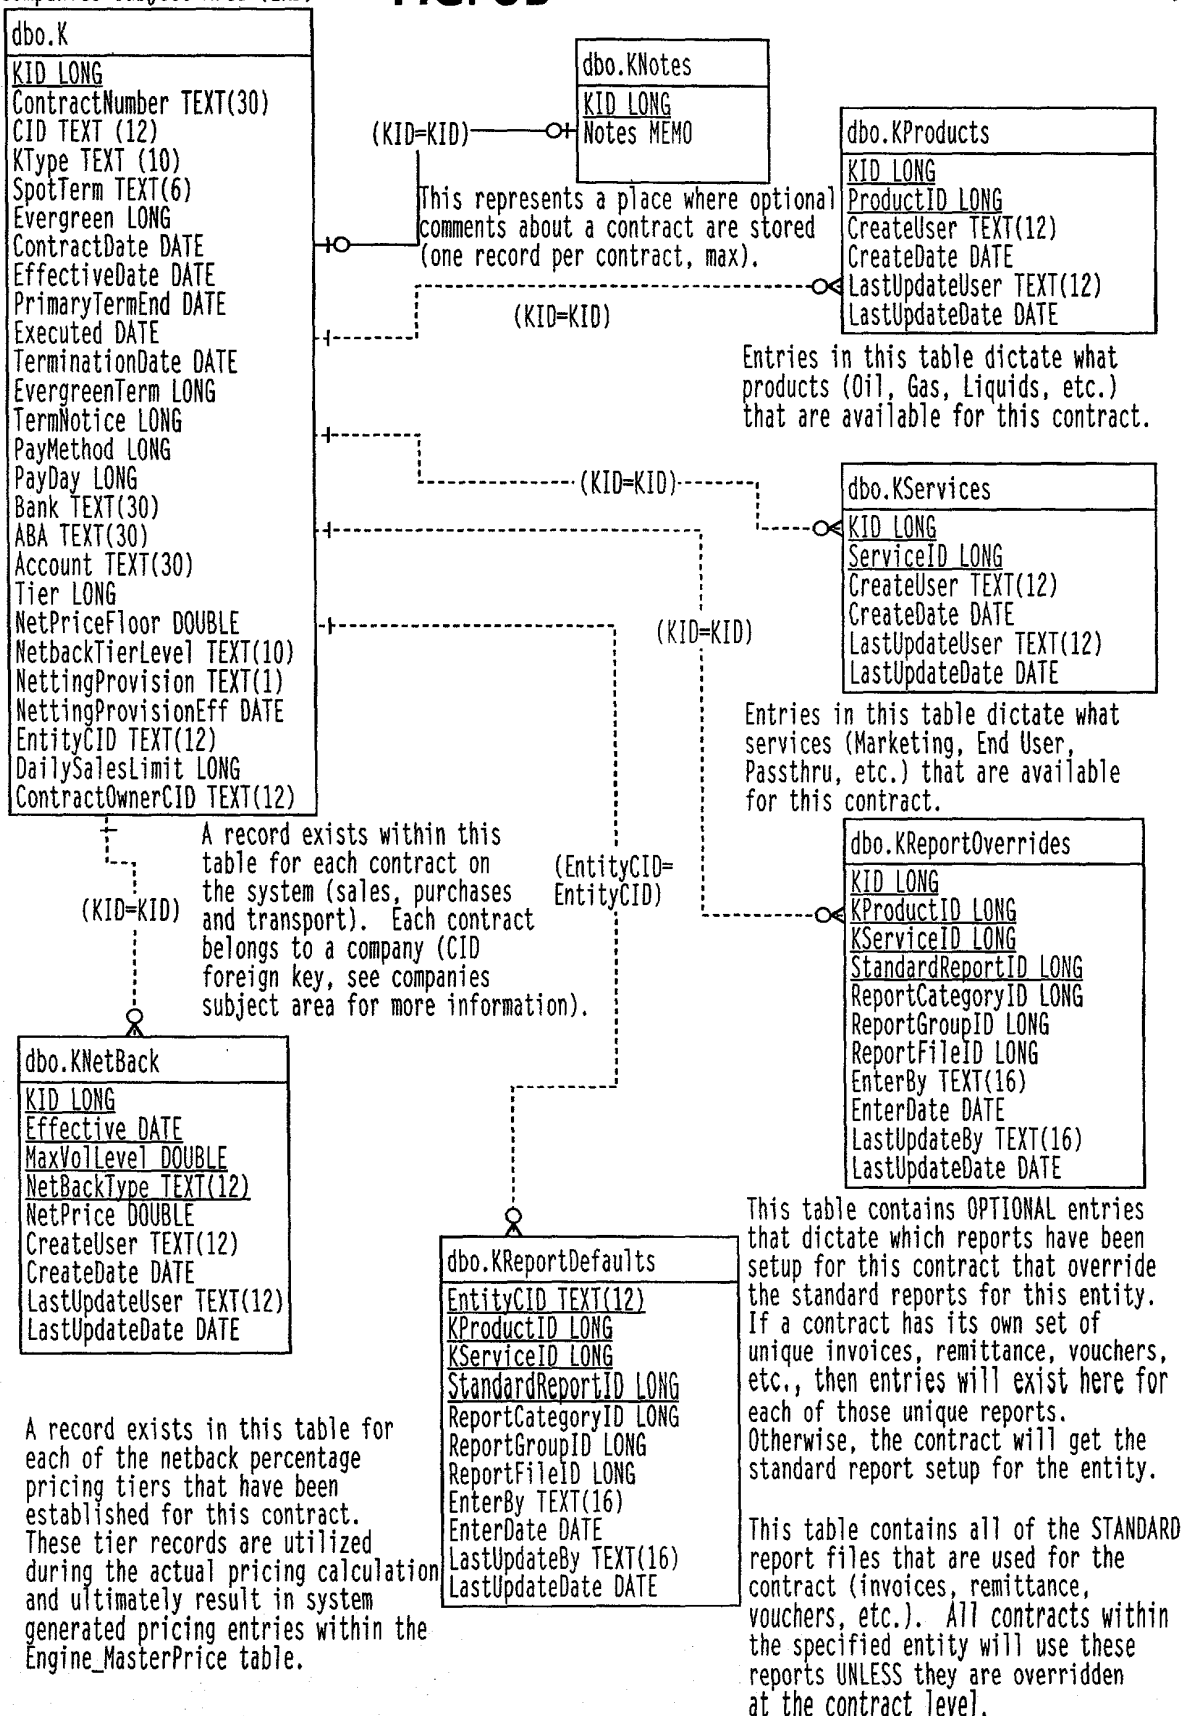 dbo.K
KID LONG
ContractNumber TEXT(30)
CID TEXT (12)
KType TEXT (10)
SpotTerm TEXT(6)
Evergreen LONG
ContractDate DATE
EffectiveDate DATE
PrimaryTermEnd DATE
Executed DATE
TerminationDate DATE
EvergreenTerm LONG
TermNotice LONG
PayMethod LONG
PayDay LONG
Bank TEXT(30)
ABA TEXT(30)
Account TEXT(30)
Tier LONG
NetPriceFloor DOUBLE
NetbackTierLevel TEXT(10)
NettingProvision TEXT(1)
NettingProvisionEff DATE
EntityCID TEXT(12)
DailySalesLimit LONG
ContractOwnerCID TEXT(12)
A record exists within this
table for each contract on
the system (sales, purchases
and transport). Each contract
belongs to a company (CID
foreign key, see companies
subject area for more information).
(KID=KID)
dbo.KNotes
KID LONG
Notes MEMO
This represents a place where optional
comments about a contract are stored
(one record per contract, max).
(KID=KID)
dbo.KProducts
KID LONG
ProductID LONG
CreateUser TEXT(12)
CreateDate DATE
LastUpdateUser TEXT(12)
LastUpdateDate DATE
Entries in this table dictate what
products (Oil, Gas, Liquids, etc.)
that are available for this contract.
(KID=KID)
dbo.KServices
KID LONG
ServiceID LONG
CreateUser TEXT(12)
CreateDate DATE
LastUpdateUser TEXT(12)
LastUpdateDate DATE
Entries in this table dictate what
services (Marketing, End User,
Passthru, etc.) that are available
for this contract.
(KID=KID)
dbo.KReportOverrides
KID LONG
KProductID LONG
KServiceID LONG
StandardReportID LONG
ReportCategoryID LONG
ReportGroupID LONG
ReportFileID LONG
EnterBy TEXT(16)
EnterDate DATE
LastUpdateBy TEXT(16)
LastUpdateDate DATE
This table contains OPTIONAL entries
that dictate which reports have been
setup for this contract that override
the standard reports for this entity.
If a contract has its own set of
unique invoices, remittance, vouchers,
etc., then entries will exist here for
each of those unique reports.
Otherwise, the contract will get the
standard report setup for the entity.
(KID=KID)
dbo.KNetBack
KID LONG
Effective DATE
MaxVolLevel DOUBLE
NetBackType TEXT(12)
NetPrice DOUBLE
CreateUser TEXT(12)
CreateDate DATE
LastUpdateUser TEXT(12)
LastUpdateDate DATE
A record exists in this table for
each of the netback percentage
pricing tiers that have been
established for this contract.
These tier records are utilized
during the actual pricing calculation
and ultimately result in system
generated pricing entries within the
Engine_MasterPrice table.
(EntityCID=
EntityCID)
dbo.KReportDefaults
EntityCID TEXT(12)
KProductID LONG
KServiceID LONG
StandardReportID LONG
ReportCategoryID LONG
ReportGroupID LONG
ReportFileID LONG
EnterBy TEXT(16)
EnterDate DATE
LastUpdateBy TEXT(16)
LastUpdateDate DATE
This table contains all of the STANDARD
report files that are used for the
contract (invoices, remittance,
vouchers, etc.). All contracts within
the specified entity will use these
reports UNLESS they are overridden
at the contract level.